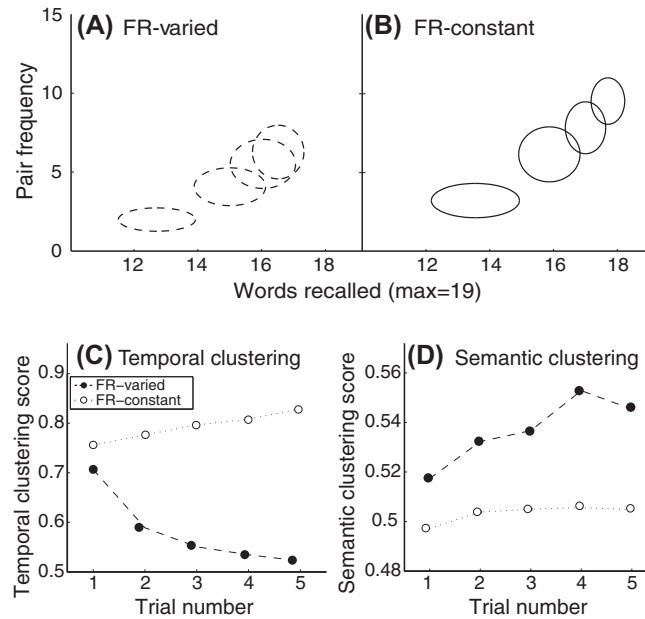 (A) FR-varied
(B) FR-constant
Pair frequency
15
10
5
0
12
14
16
18
12
14
16
18
Words recalled (max=19)
(C) Temporal clustering
FR−varied
FR−constant
Temporal clustering score
0.9
0.8
0.7
0.6
0.5
1
2
3
4
5
Trial number
(D) Semantic clustering
Semantic clustering score
0.56
0.54
0.52
0.5
0.48
1
2
3
4
5
Trial number